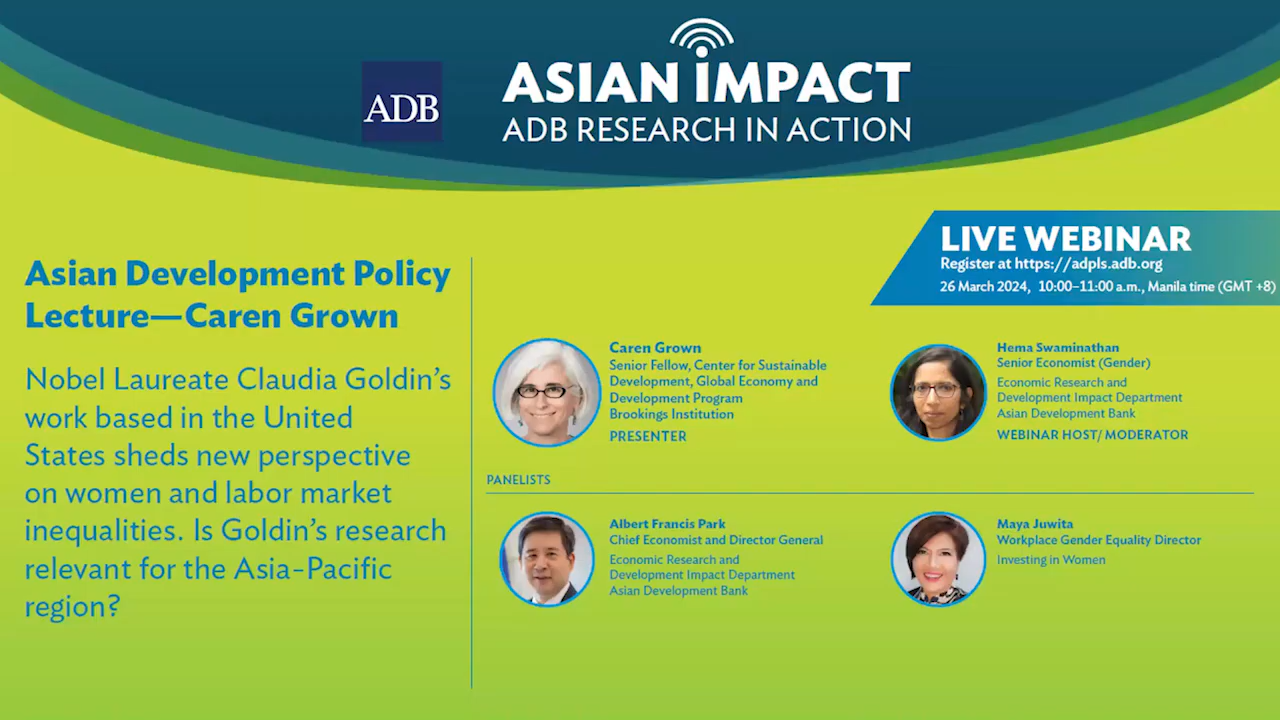 ADB
ASIAN IMPACT
ADB RESEARCH IN ACTION
LIVE WEBINAR
Register at https://adpls.adb.org
26 March 2024, 10:00–11:00 a.m., Manila time (GMT +8)
Asian Development Policy
Lecture—Caren Grown
Nobel Laureate Claudia Goldin's
work based in the United
States sheds new perspective
on women and labor market
inequalities. Is Goldin's research
relevant for the Asia-Pacific
region?
Caren Grown
Senior Fellow, Center for Sustainable
Development, Global Economy and
Development Program
Brookings Institution
PRESENTER
Hema Swaminathan
Senior Economist (Gender)
Economic Research and
Development Impact Department
Asian Development Bank
WEBINAR HOST/ MODERATOR
PANELISTS
Albert Francis Park
Chief Economist and Director General
Economic Research and
Development Impact Department
Asian Development Bank
Maya Juwita
Workplace Gender Equality Director
Investing in Women